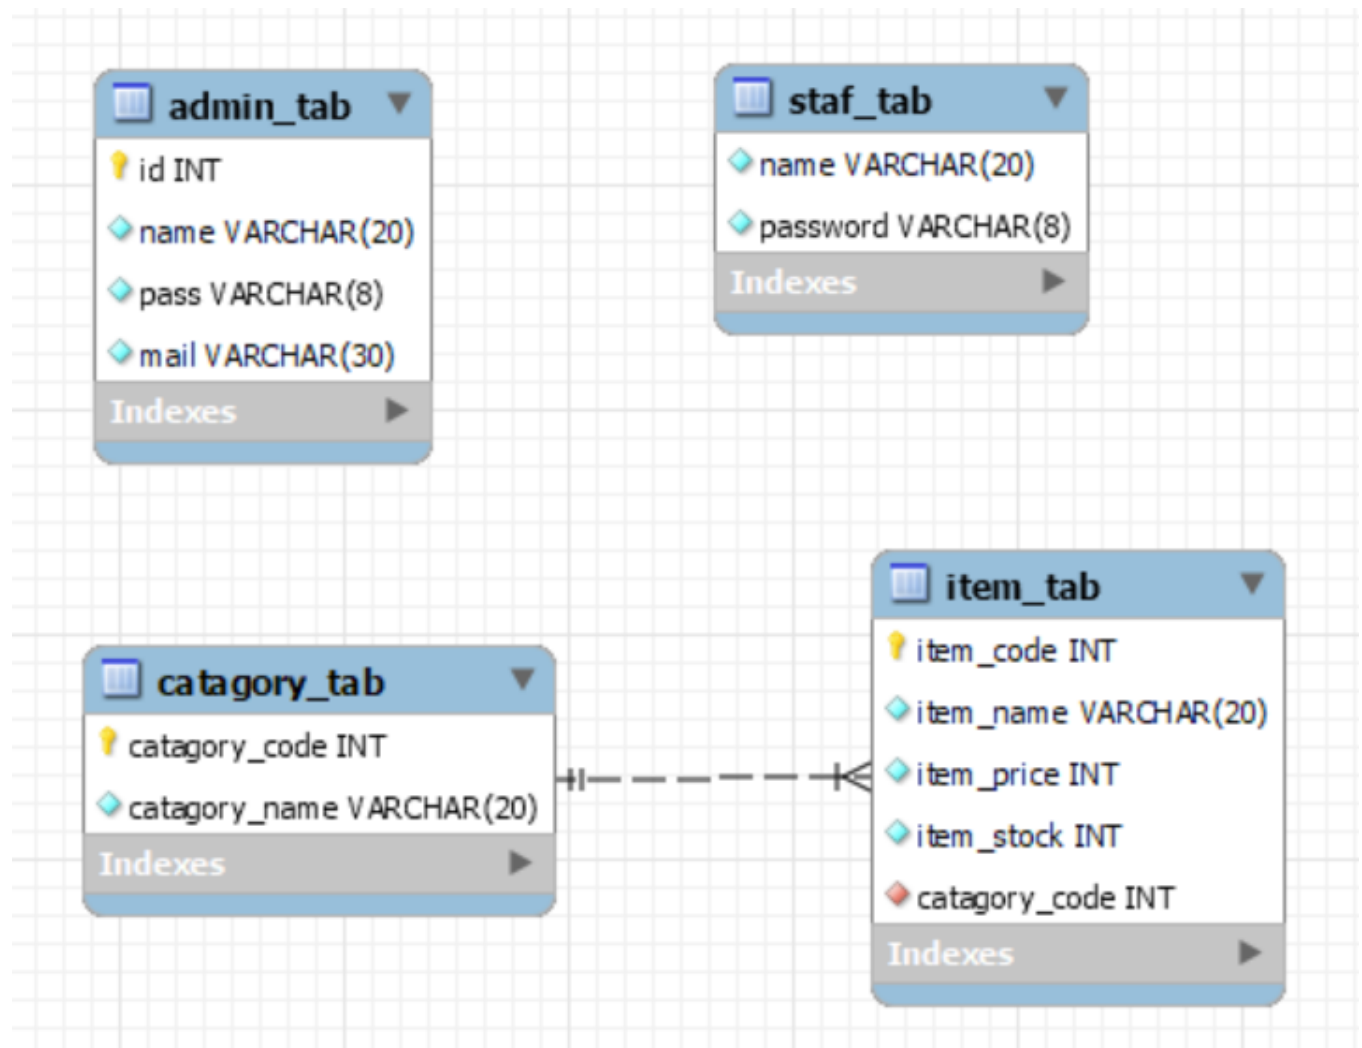 admin_tab
id INT
name VARCHAR(20)
pass VARCHAR(8)
mail VARCHAR(30)
Indexes
staf_tab
name VARCHAR(20)
password VARCHAR(8)
Indexes
catagory_tab
catagory_code INT
catagory_name VARCHAR(20)
Indexes
item_tab
item_code INT
item_name VARCHAR(20)
item_price INT
item_stock INT
catagory_code INT
Indexes